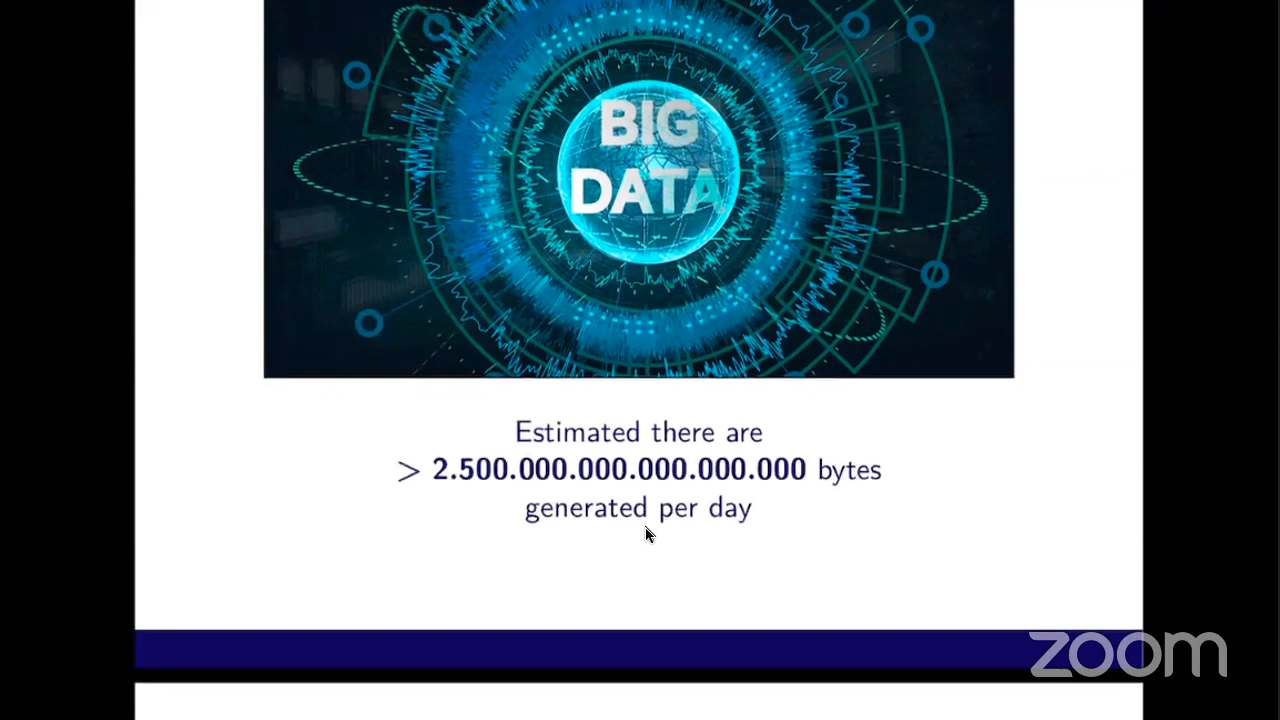 BIG
DATA
Estimated there are
> 2.500.000.000.000.000.000 bytes
generated per day
zoom